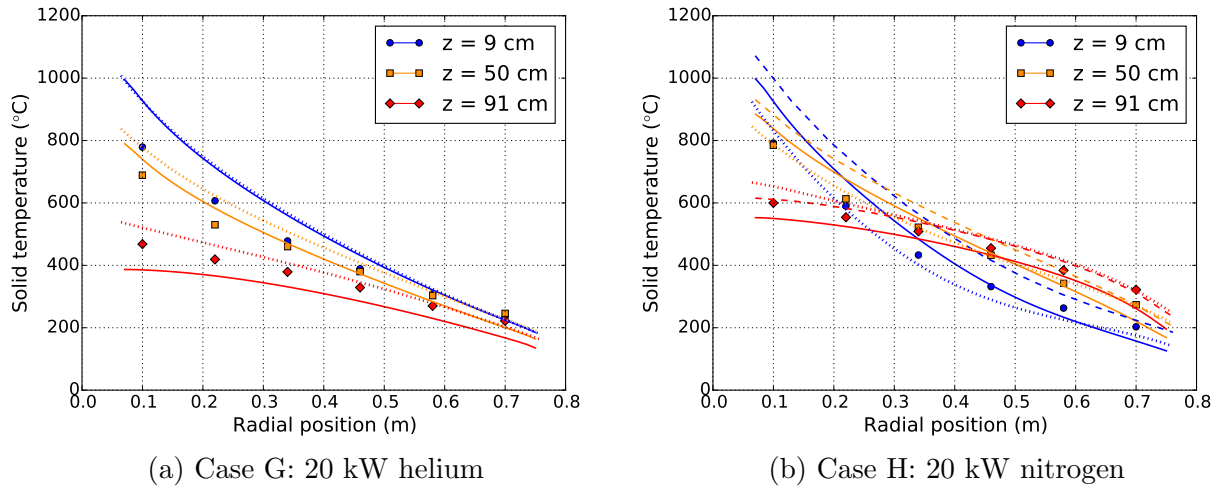 1200
1000
800
600
400
200
0
0.0 0.1 0.2 0.3 0.4 0.5 0.6 0.7 0.8
Radial position (m)
Solid temperature (°C)
z = 9 cm
z = 50 cm
z = 91 cm
(a) Case G: 20 kW helium
1200
1000
800
600
400
200
0
0.0 0.1 0.2 0.3 0.4 0.5 0.6 0.7 0.8
Radial position (m)
Solid temperature (°C)
z = 9 cm
z = 50 cm
z = 91 cm
(b) Case H: 20 kW nitrogen